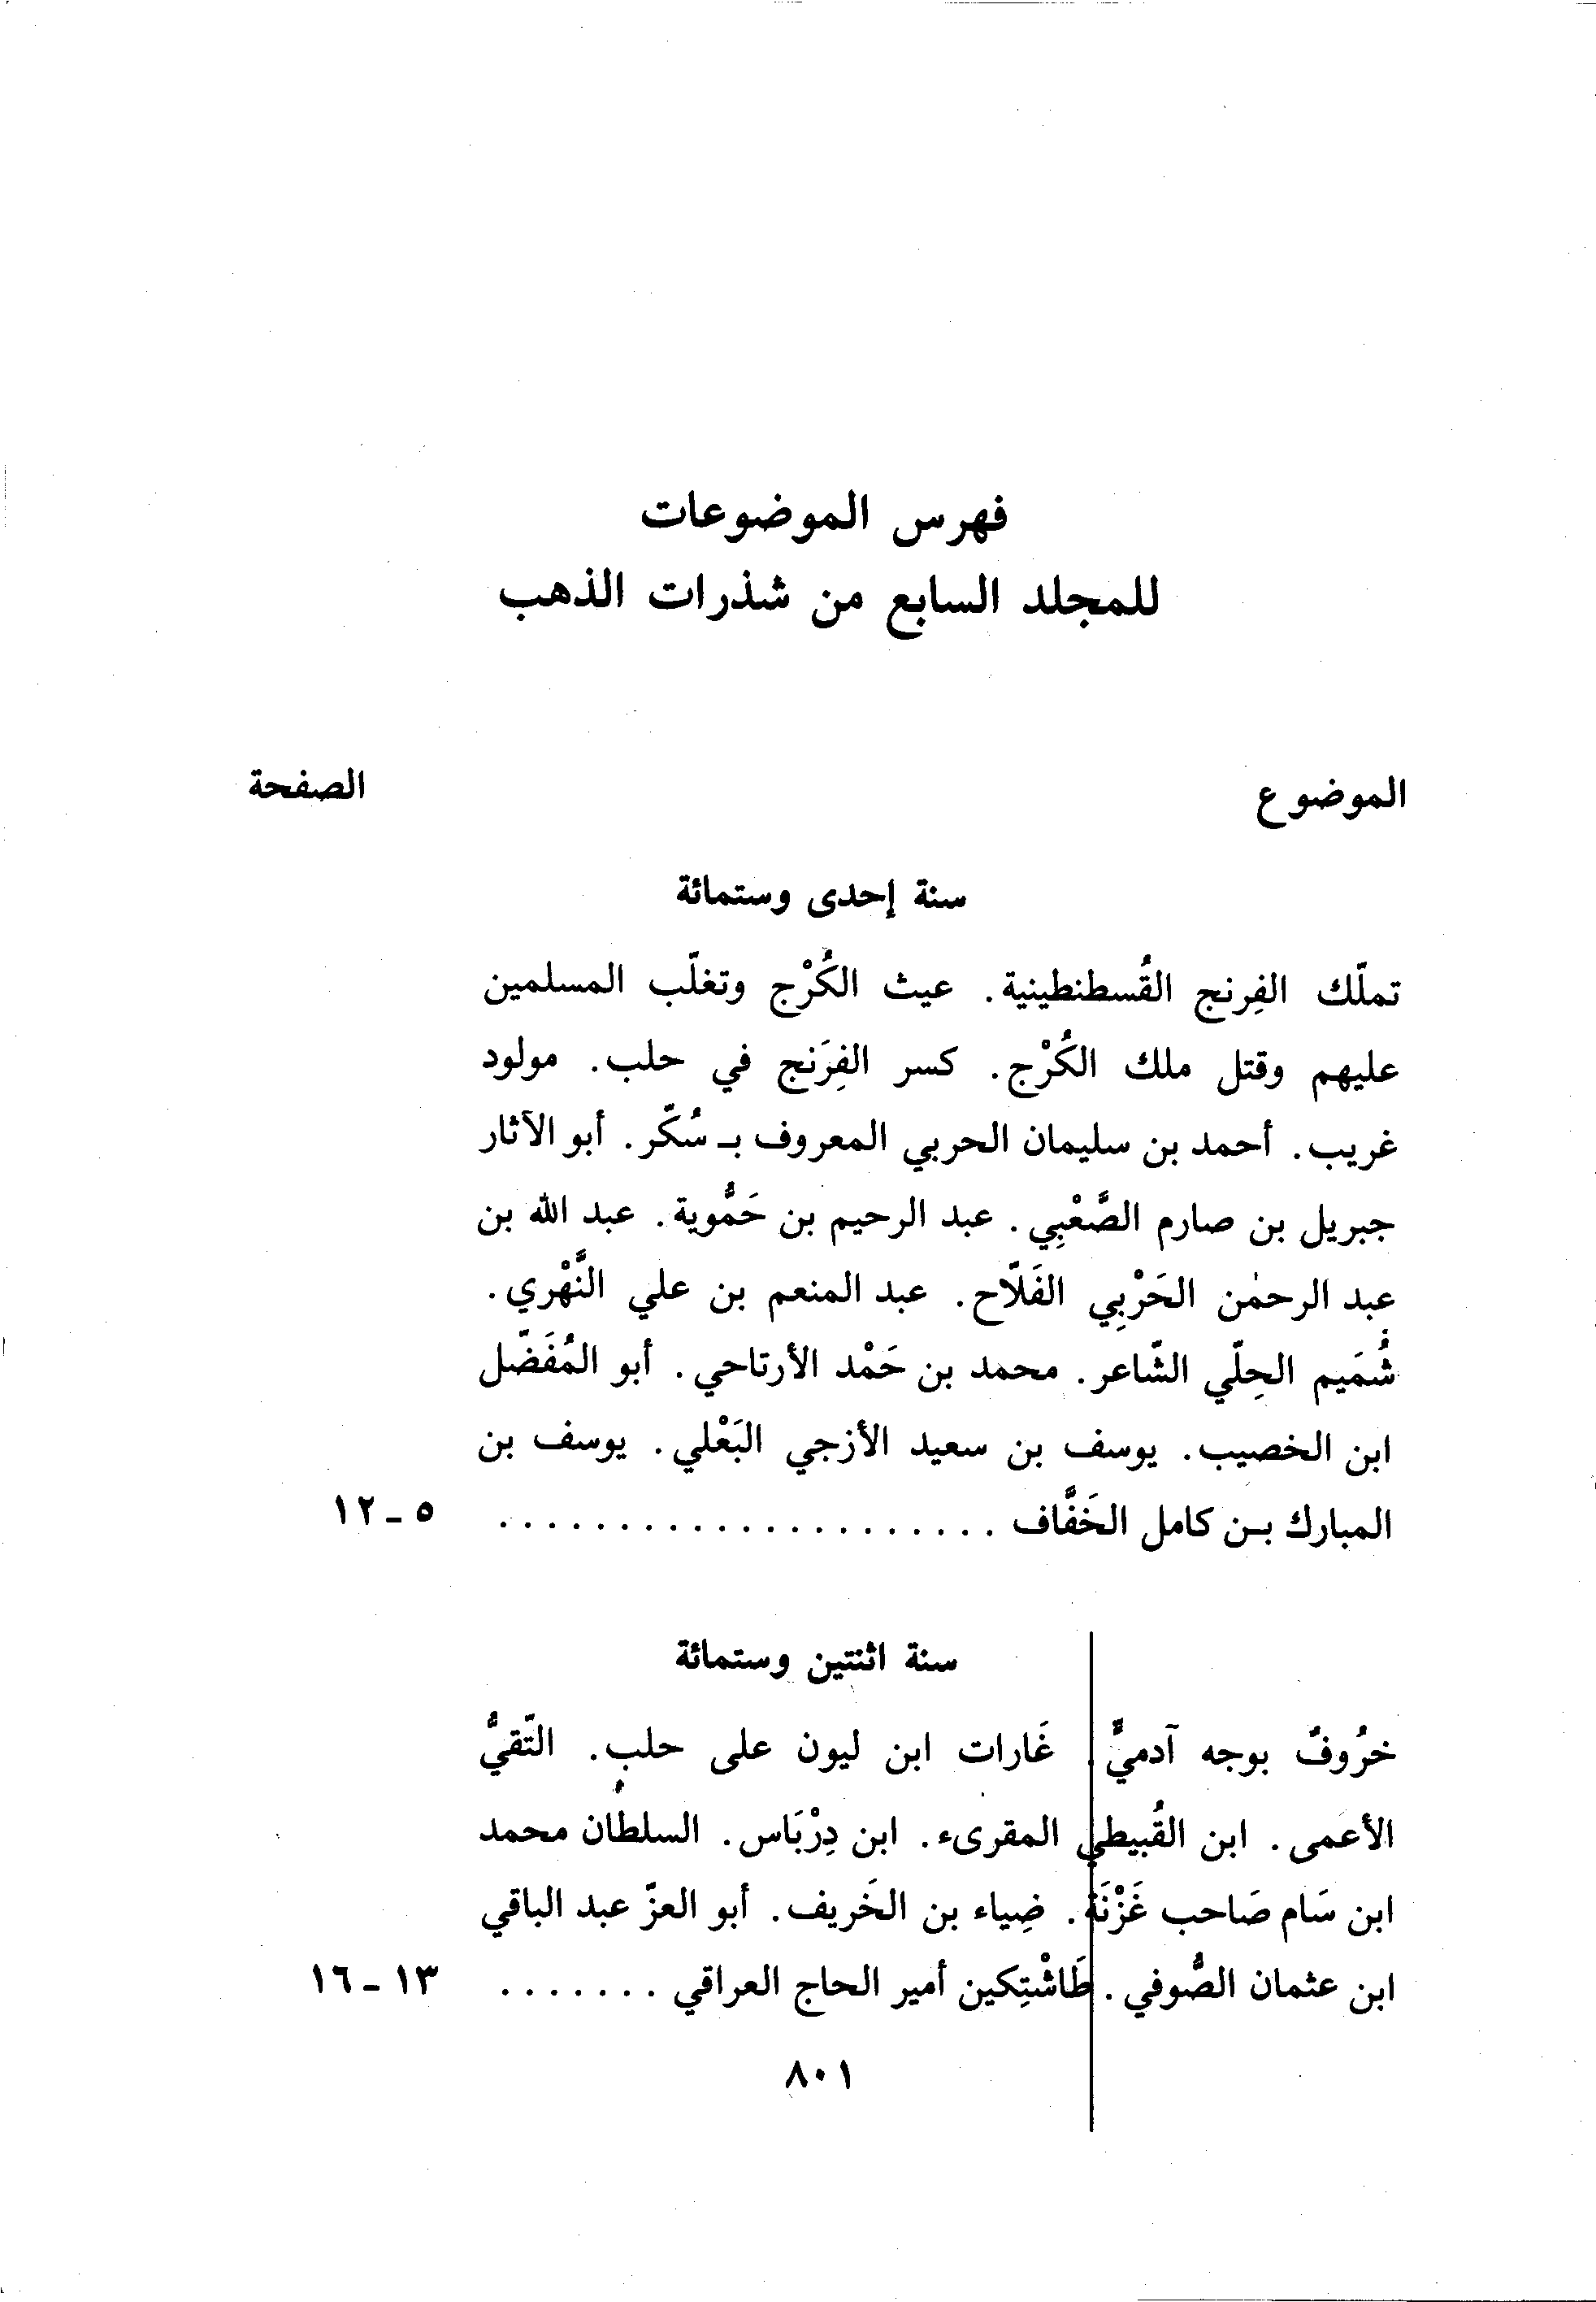 فهرس الموضوعات
للمجلد السابع من شذرات الذهب
الموضوع الصفحة
سنة إحدى وستمائة
تملّك الفِرنج القُسطنطينية. عيث الكُرْج وتغلّب المسلمين
عليهم وقتل ملك الكُرْج. كسر الفِرَنج في حلب. مولود
غريب. أحمد بن سليمان الحربي المعروف بـ سُكّر. أبو الآثار
جبريل بن صارم الصَّعْبِي. عبد الرحيم بن حَمُّوية. عبد الله بن
عبد الرحمٰن الحَرْبِي الفَلّاح. عبد المنعم بن علي النَّهْري.
شُمَيم الحِلّي الشّاعر. محمد بن حَمْد الأرتاحي. أبو المُفَضّل
ابن الخصيب. يوسف بن سعيد الأزجي البَعْلي. يوسف بن
المبارك بـن كامل الخَفَّاف ..................... ٥ - ١٢
سنة اثنتين وستمائة
خرُوفٌ بوجه آدميٍّ. غَارات ابن ليون على حلب. التّقيُّ
الأعمى. ابن القُبيطي المقرىء. ابن دِرْبَاس. السلطان محمد
ابن سَام صَاحب غَزْنَة. ضِياء بن الخَريف. أبو العزّ عبد الباقي
ابن عثمان الصُّوفي. طَاشْتِكين أمير الحاج العراقي ....... ١٣ - ١٦
٨٠١